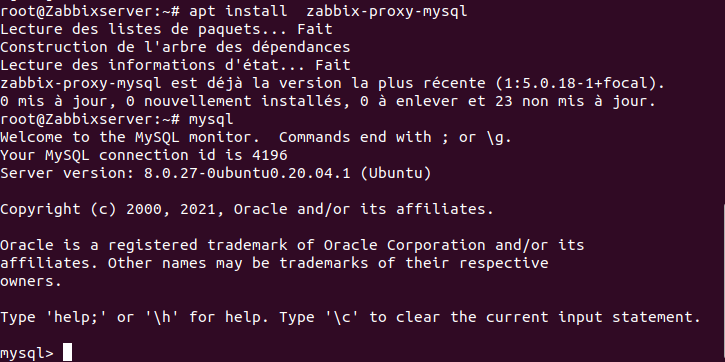 root@Zabbixserver:~# apt install  zabbix-proxy-mysql
Lecture des listes de paquets... Fait
Construction de l'arbre des dépendances
Lecture des informations d'état... Fait
zabbix-proxy-mysql est déjà la version la plus récente (1:5.0.18-1+focal).
0 mis à jour, 0 nouvellement installés, 0 à enlever et 23 non mis à jour.
root@Zabbixserver:~# mysql
Welcome to the MySQL monitor.  Commands end with ; or \g.
Your MySQL connection id is 4196
Server version: 8.0.27-0ubuntu0.20.04.1 (Ubuntu)

Copyright (c) 2000, 2021, Oracle and/or its affiliates.

Oracle is a registered trademark of Oracle Corporation and/or its
affiliates. Other names may be trademarks of their respective
owners.

Type 'help;' or '\h' for help. Type '\c' to clear the current input statement.

mysql>